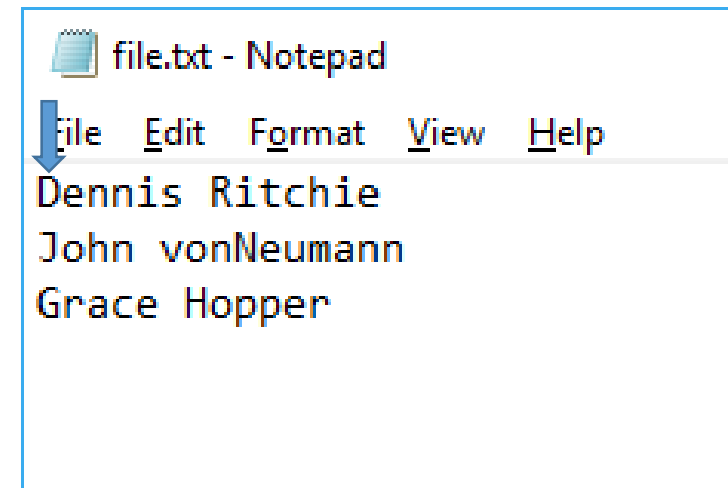 file.txt - Notepad
File Edit Format View Help
Dennis Ritchie
John vonNeumann
Grace Hopper